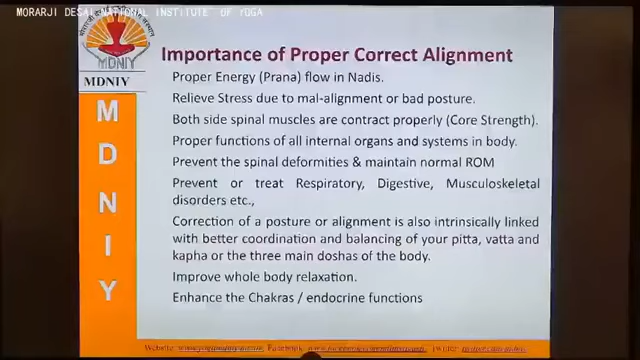 MORARJI DESAI NATIONAL INSTITUTE OF YOGA
MDNIY
MDNIY
M
D
N
I
Y
Importance of Proper Correct Alignment
Proper Energy (Prana) flow in Nadis.
Relieve Stress due to mal-alignment or bad posture.
Both side spinal muscles are contract properly (Core Strength).
Proper functions of all internal organs and systems in body.
Prevent the spinal deformities & maintain normal ROM
Prevent or treat Respiratory, Digestive, Musculoskeletal
disorders etc.,
Correction of a posture or alignment is also intrinsically linked
with better coordination and balancing of your pitta, vatta and
kapha or the three main doshas of the body.
Improve whole body relaxation.
Enhance the Chakras / endocrine functions
Website: Facebook: Twitter: